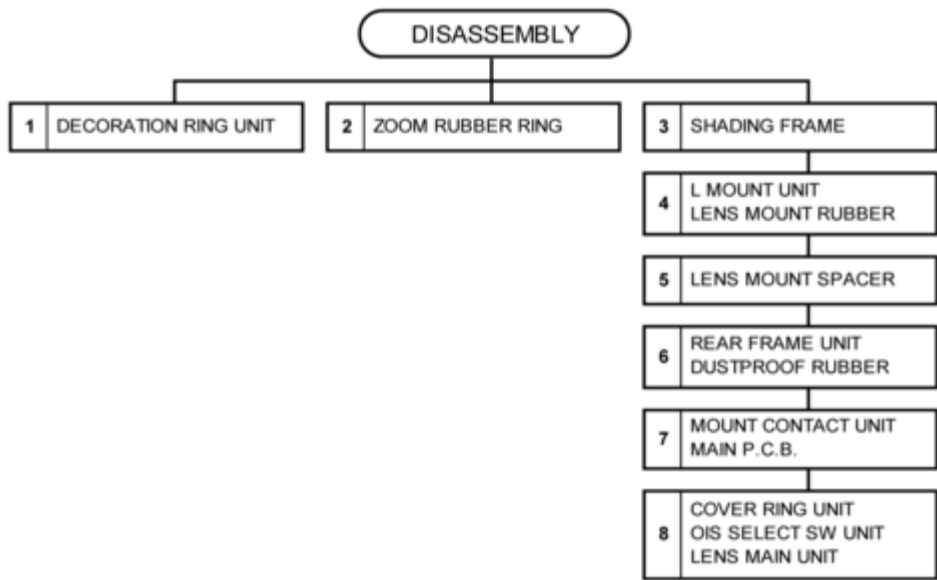 DISASSEMBLY
1 DECORATION RING UNIT
2 ZOOM RUBBER RING
3 SHADING FRAME
4 L MOUNT UNIT
LENS MOUNT RUBBER
5 LENS MOUNT SPACER
6 REAR FRAME UNIT
DUSTPROOF RUBBER
7 MOUNT CONTACT UNIT
MAIN P.C.B.
8 COVER RING UNIT
OIS SELECT SW UNIT
LENS MAIN UNIT